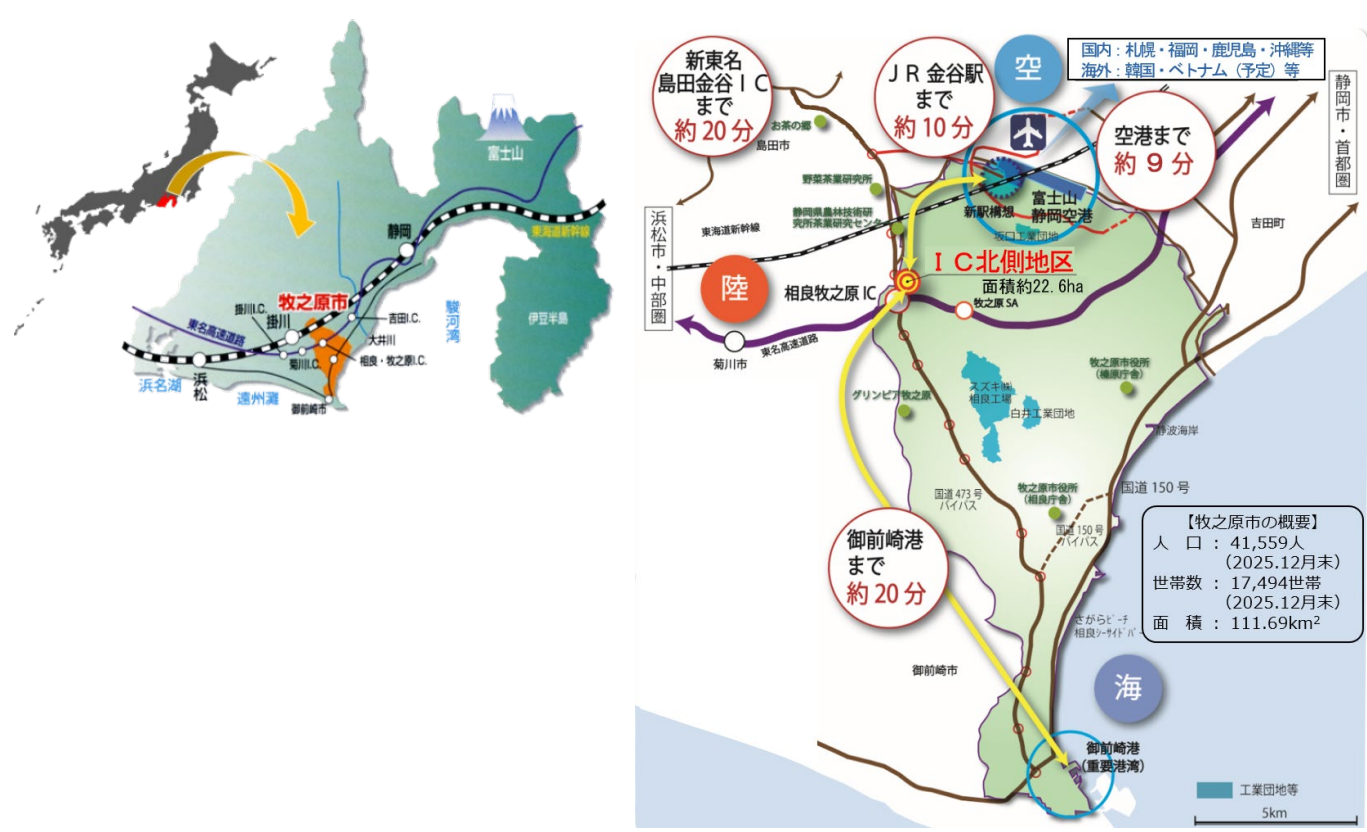 富士山
静岡
東海道新幹線
牧之原市
掛川I.C.
掛川
東名高速道路
菊川I.C.
吉田I.C.
大井川
相良・牧之原I.C.
駿河湾
伊豆半島
浜名湖
浜松
遠州灘
御前崎市
新東名
島田金谷ＩＣ
まで
約20分
ＪＲ金谷駅
まで
約10分
空
国内：札幌・福岡・鹿児島・沖縄等
海外：韓国・ベトナム（予定）等
空港まで
約９分
静岡市・首都圏
お茶の郷
島田市
野菜茶業研究所
静岡県農林技術研
究所茶業研究センター
新駅構想
富士山
静岡空港
坂口工業団地
吉田町
浜松市・中部圏
東海道新幹線
陸
ＩＣ北側地区
面積約22.6ha
相良牧之原IC
牧之原SA
菊川市
東名高速道路
グリンピア牧之原
スズキ㈱
相良工場
白井工業団地
牧之原市役所
（榛原庁舎）
静波海岸
国道473号
バイパス
牧之原市役所
（相良庁舎）
国道150号
国道150号
バイパス
御前崎港
まで
約20分
【牧之原市の概要】
人　口 ： 41,559人
（2025.12月末）
世帯数 ： 17,494世帯
（2025.12月末）
面　積 ： 111.69km²
さがらビーチ
相良シーサイドパー
御前崎市
海
御前崎港
（重要港湾）
工業団地等
5km